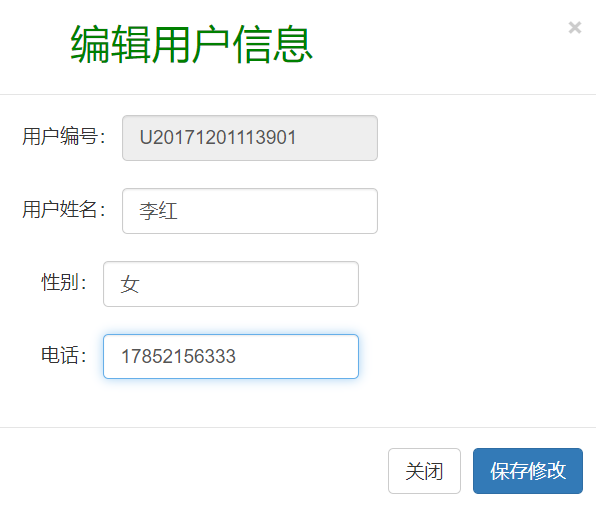 编辑用户信息
×
用户编号： U20171201113901
用户姓名： 李红
性别： 女
电话： 17852156333
关闭 保存修改